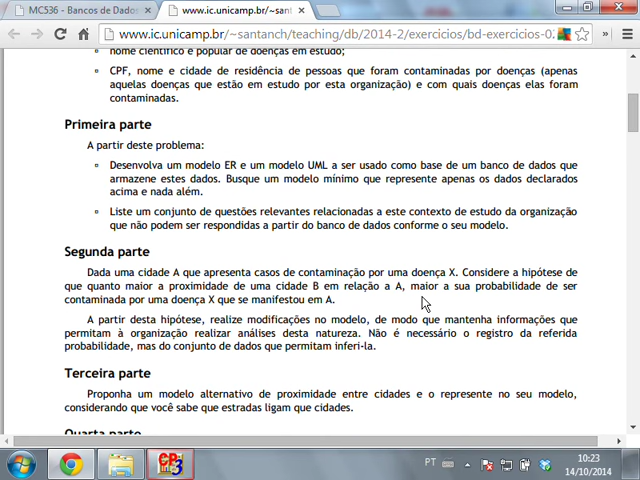 MC536 - Bancos de Dados
www.ic.unicamp.br/~sant
www.ic.unicamp.br/~santanch/teaching/db/2014-2/exercicios/bd-exercicios-0
nome científico e popular de doenças em estudo;
CPF, nome e cidade de residência de pessoas que foram contaminadas por doenças (apenas
aquelas doenças que estão em estudo por esta organização) e com quais doenças elas foram
contaminadas.
Primeira parte
A partir deste problema:
Desenvolva um modelo ER e um modelo UML a ser usado como base de um banco de dados que
armazene estes dados. Busque um modelo mínimo que represente apenas os dados declarados
acima e nada além.
Liste um conjunto de questões relevantes relacionadas a este contexto de estudo da organização
que não podem ser respondidas a partir do banco de dados conforme o seu modelo.
Segunda parte
Dada uma cidade A que apresenta casos de contaminação por uma doença X. Considere a hipótese de
que quanto maior a proximidade de uma cidade B em relação a A, maior a sua probabilidade de ser
contaminada por uma doença X que se manifestou em A.
A partir desta hipótese, realize modificações no modelo, de modo que mantenha informações que
permitam à organização realizar análises desta natureza. Não é necessário o registro da referida
probabilidade, mas do conjunto de dados que permitam inferí-la.
Terceira parte
Proponha um modelo alternativo de proximidade entre cidades e o represente no seu modelo,
considerando que você sabe que estradas ligam que cidades.
Quarta parte
PT
10:23
14/10/2014